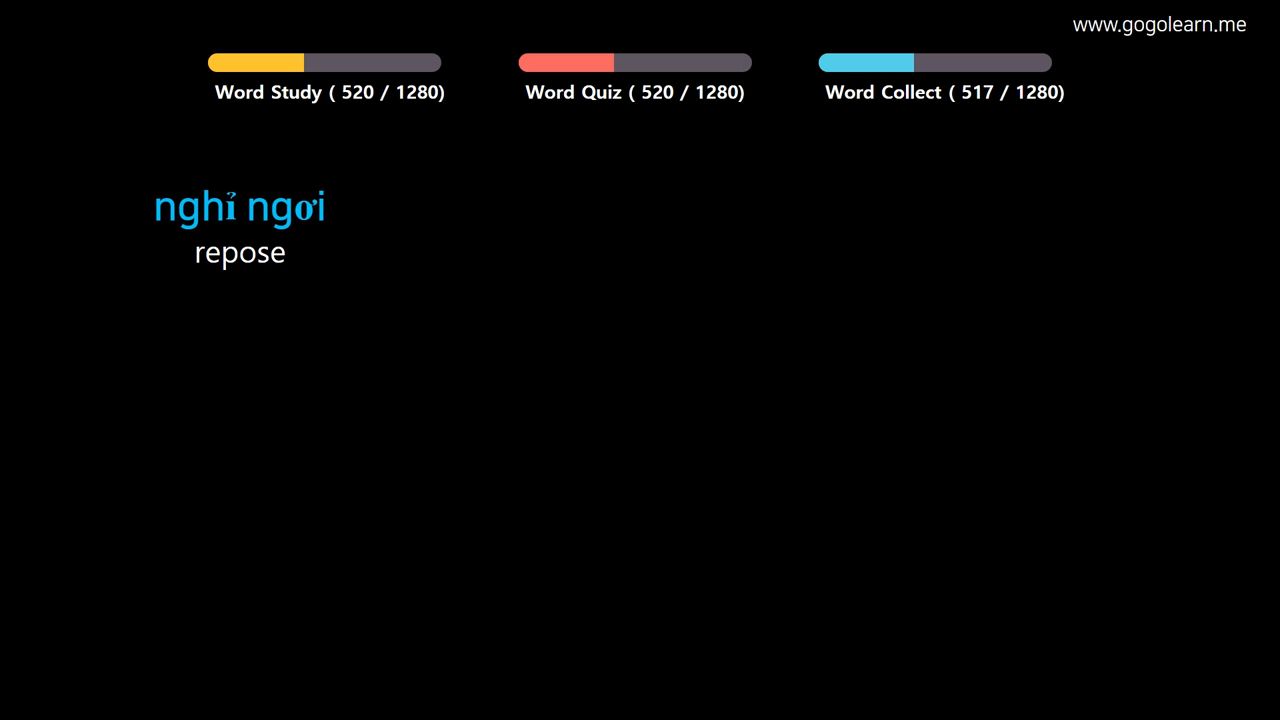 www.gogolearn.me
Word Study ( 520 / 1280)
Word Quiz ( 520 / 1280)
Word Collect ( 517 / 1280)
nghỉ ngơi
repose